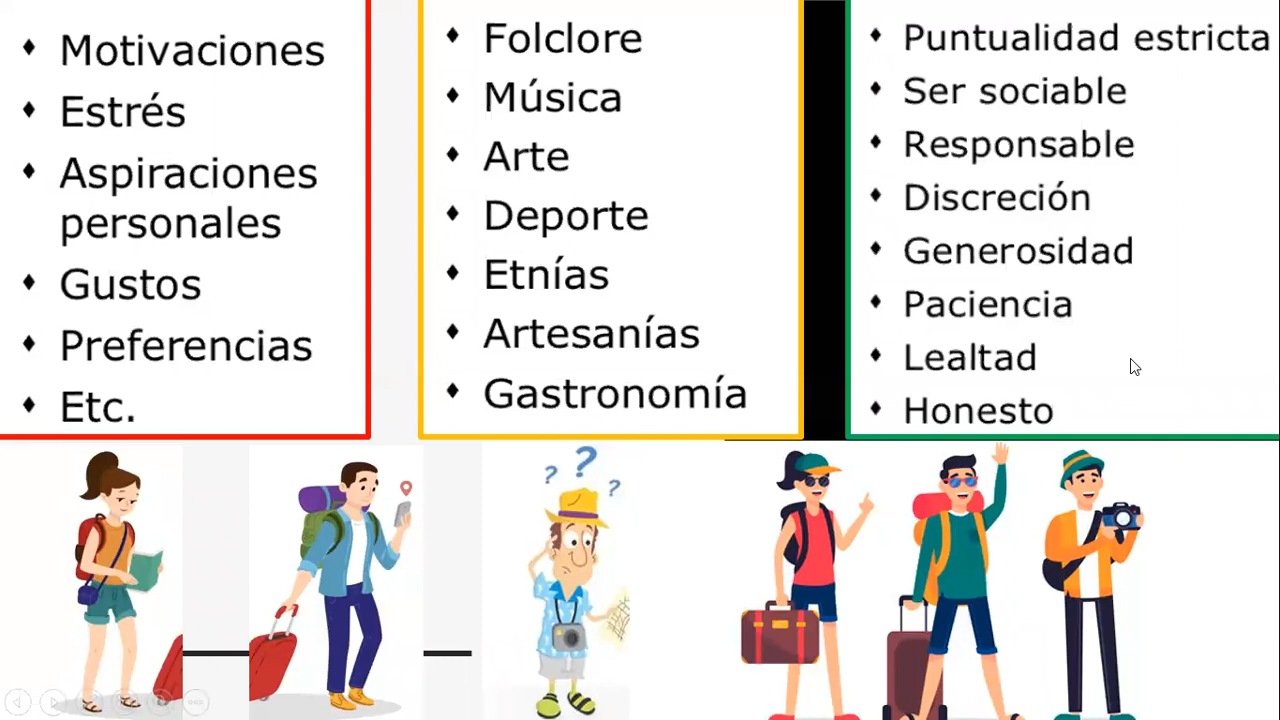 Motivaciones
Estrés
Aspiraciones
personales
Gustos
Preferencias
Etc.
Folclore
Música
Arte
Deporte
Etnías
Artesanías
Gastronomía
Puntualidad estricta
Ser sociable
Responsable
Discreción
Generosidad
Paciencia
Lealtad
Honesto
? ? ?